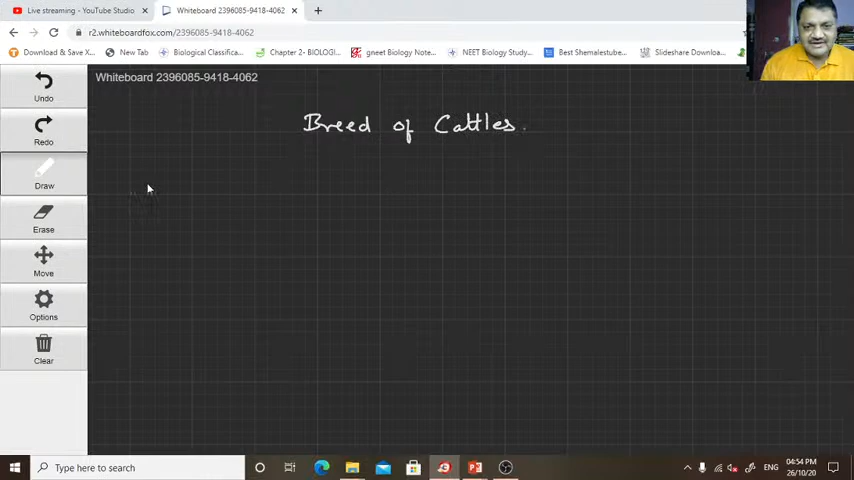 Live streaming - YouTube Studio
Whiteboard 2396085-9418-4062
r2.whiteboardfox.com/2396085-9418-4062
Download & Save X...
New Tab
Biological Classifica...
Chapter 2- BIOLOGI...
gneet Biology Note...
NEET Biology Study...
Best Shemalestube...
Slideshare Downloa...
Whiteboard 2396085-9418-4062
Undo
Redo
Draw
Erase
Move
Options
Clear
Breed of Cattles.
Type here to search
ENG
04:54 PM
26/10/20